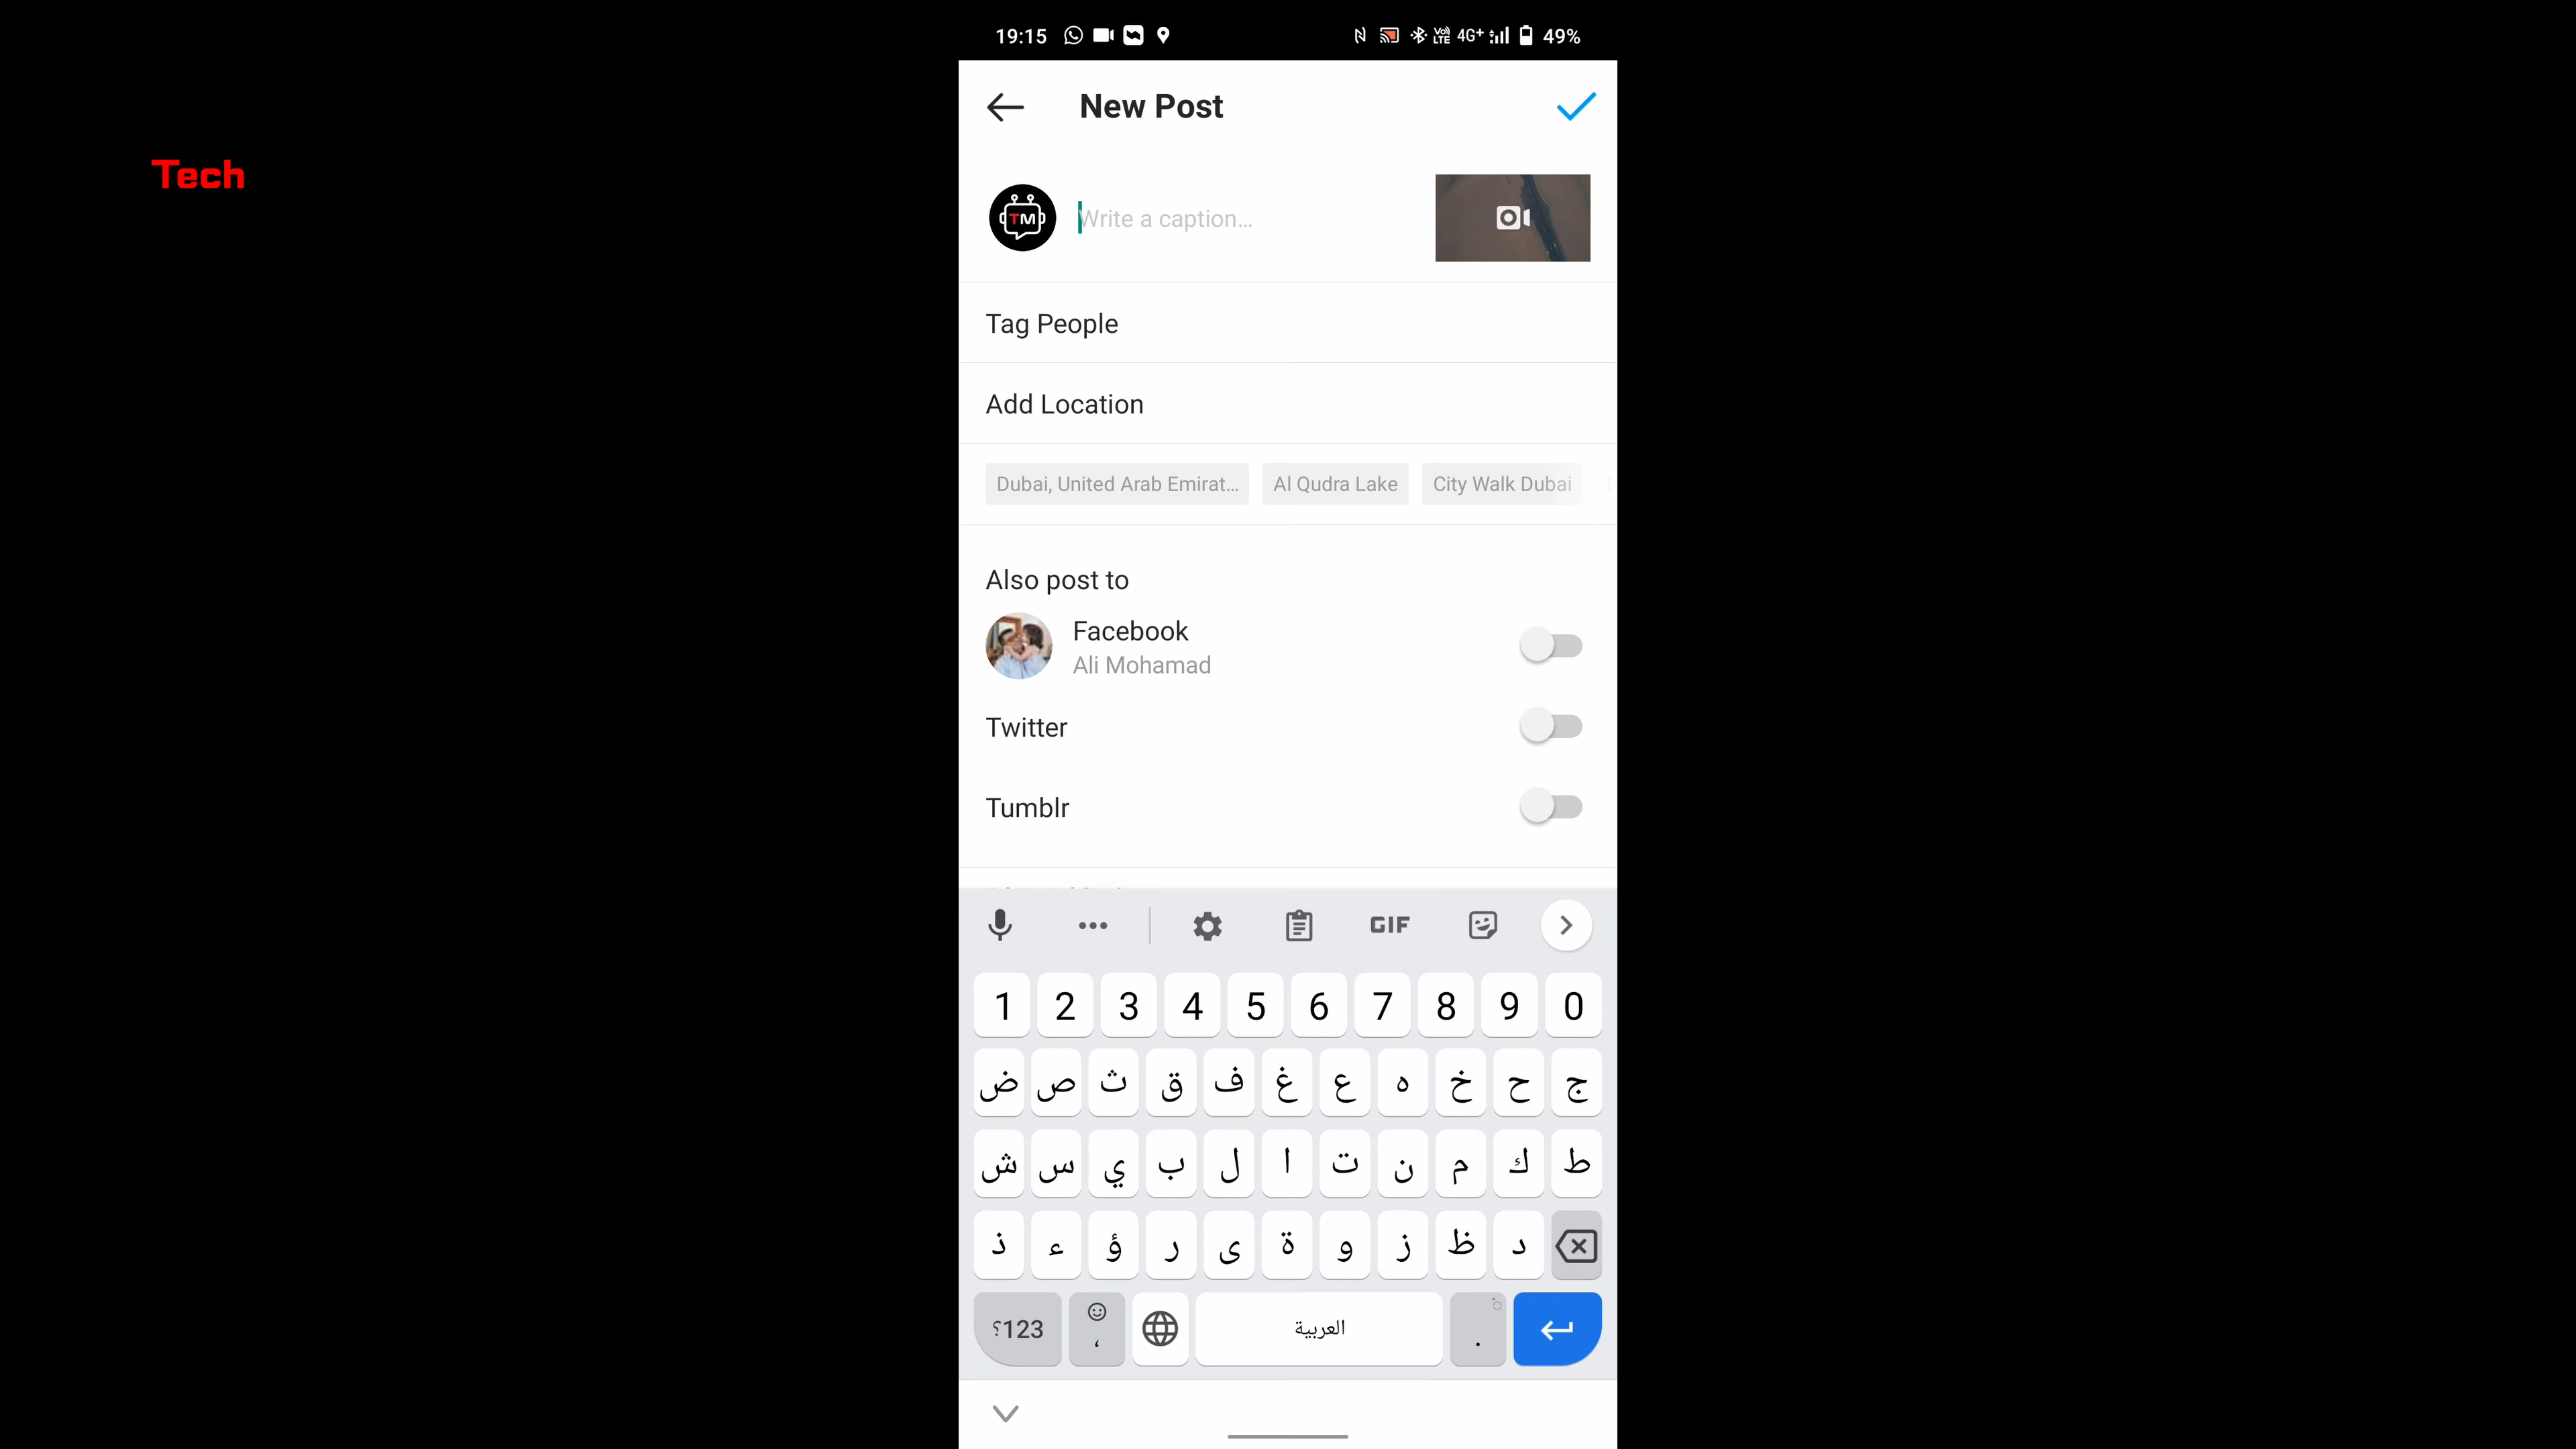 19:15 Vo) LTE 4G+ 49%
New Post
Tech
TM
Write a caption...
Tag People
Add Location
Dubai, United Arab Emirat... Al Qudra Lake City Walk Dubai
Also post to
Facebook
Ali Mohamad
Twitter
Tumblr
GIF
1 2 3 4 5 6 7 8 9 0
ض ص ث ق ف غ ع ه خ ح ج
ش س ي ب ل ا ت ن م ك ط
ذ ء ؤ ر ى ة و ز ظ د
؟123 ، العربية .